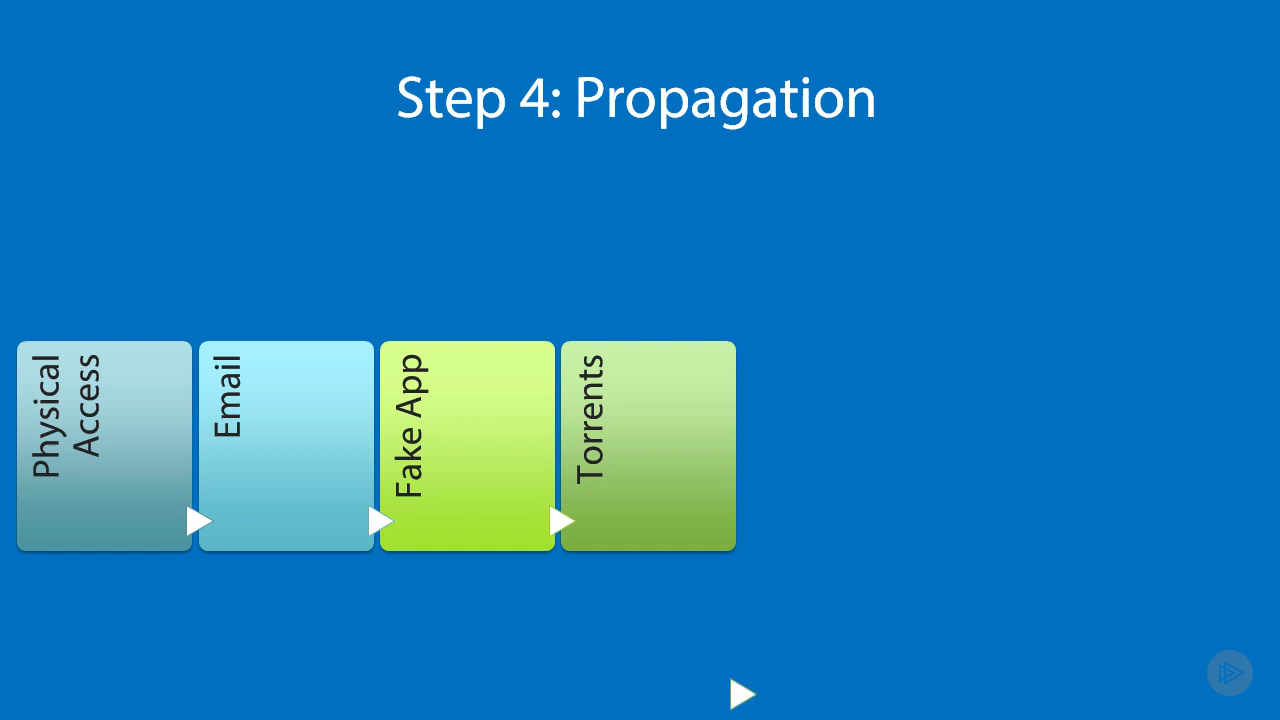 Step 4: Propagation
Physical
Access
Email
Fake App
Torrents